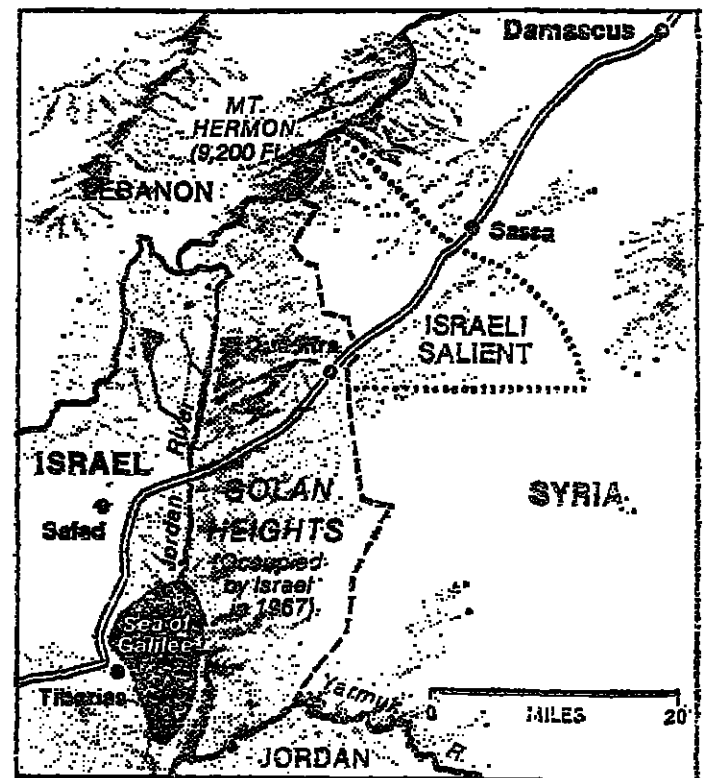 Damascus
MT.
HERMON
(9,200 Ft.)
LEBANON
Sassa
ISRAELI
SALIENT
ISRAEL
Safad
Jordan River
GOLAN
HEIGHTS
(Occupied
by Israel
in 1967)
SYRIA
Sea of
Galilee
Tiberias
Yarmuk R.
0 MILES 20
JORDAN